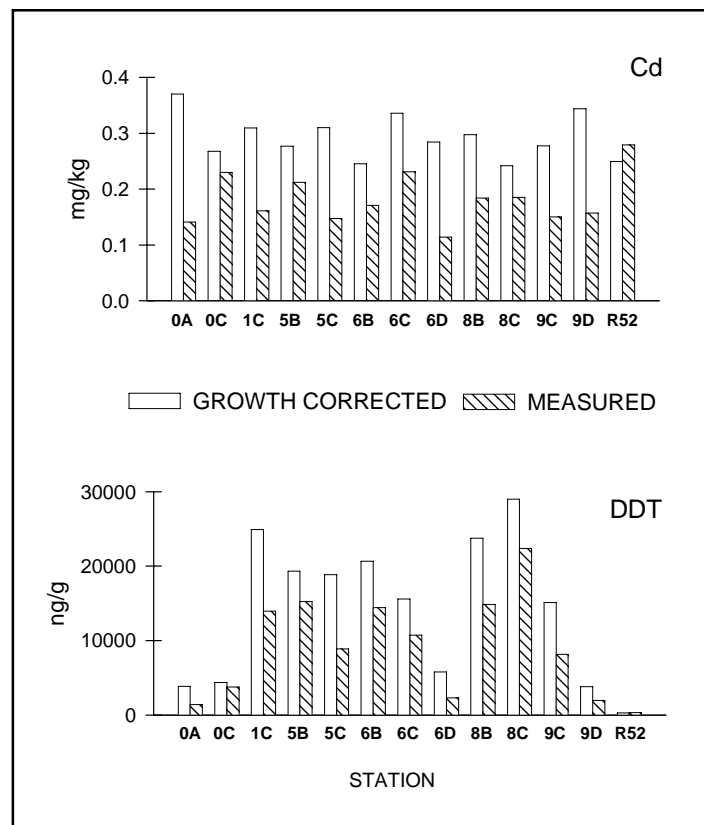 Cd
0.4
0.3
0.2
0.1
0.0
mg/kg
0A 0C 1C 5B 5C 6B 6C 6D 8B 8C 9C 9D R52
GROWTH CORRECTED MEASURED
DDT
30000
20000
10000
0
ng/g
0A 0C 1C 5B 5C 6B 6C 6D 8B 8C 9C 9D R52
STATION